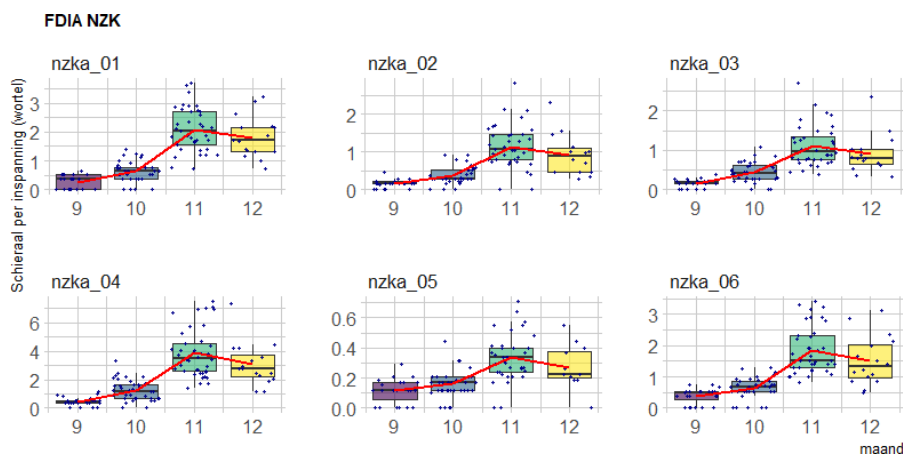 FDIA NZK
Schieraal per inspanning (wortel)
nzka_01
3
2
1
0
9 10 11 12
nzka_02
2
1
0
9 10 11 12
nzka_03
2
1
0
9 10 11 12
nzka_04
6
4
2
0
9 10 11 12
nzka_05
0.6
0.4
0.2
0.0
9 10 11 12
nzka_06
3
2
1
0
9 10 11 12
maand